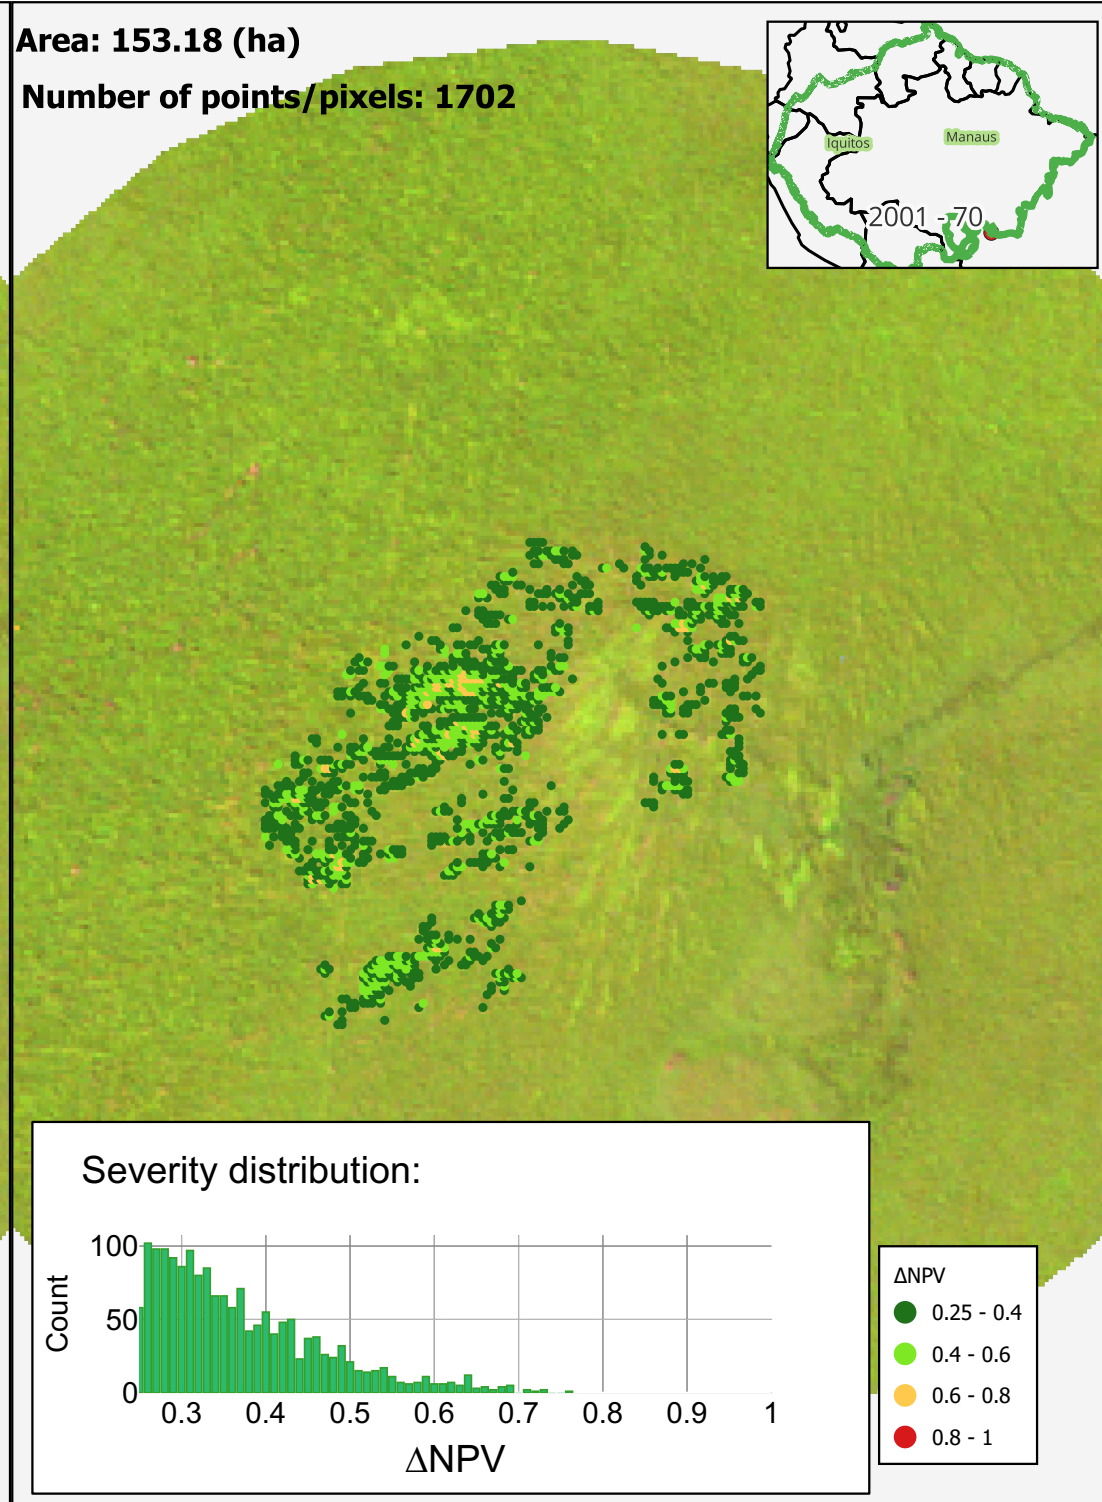 Area: 153.18 (ha)
Number of points/pixels: 1702
Iquitos
Manaus
2001 - 70
Severity distribution:
100
50
0
Count
0.3 0.4 0.5 0.6 0.7 0.8 0.9 1
ΔNPV
ΔNPV
0.25 - 0.4
0.4 - 0.6
0.6 - 0.8
0.8 - 1